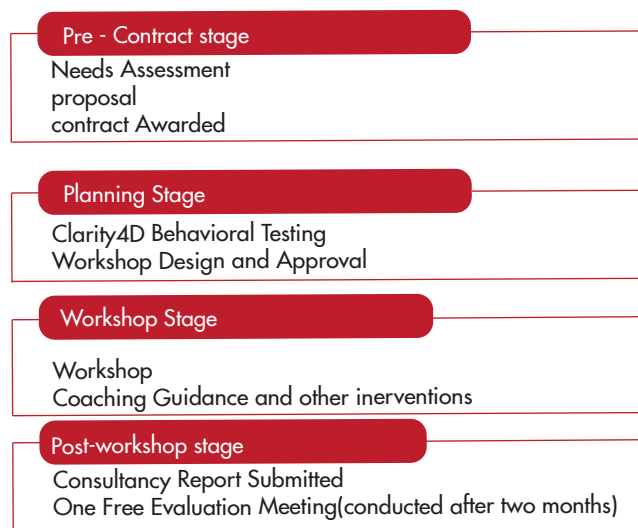 Pre - Contract stage
Needs Assessment
proposal
contract Awarded
Planning Stage
Clarity4D Behavioral Testing
Workshop Design and Approval
Workshop Stage
Workshop
Coaching Guidance and other inerventions
Post-workshop stage
Consultancy Report Submitted
One Free Evaluation Meeting(conducted after two months)